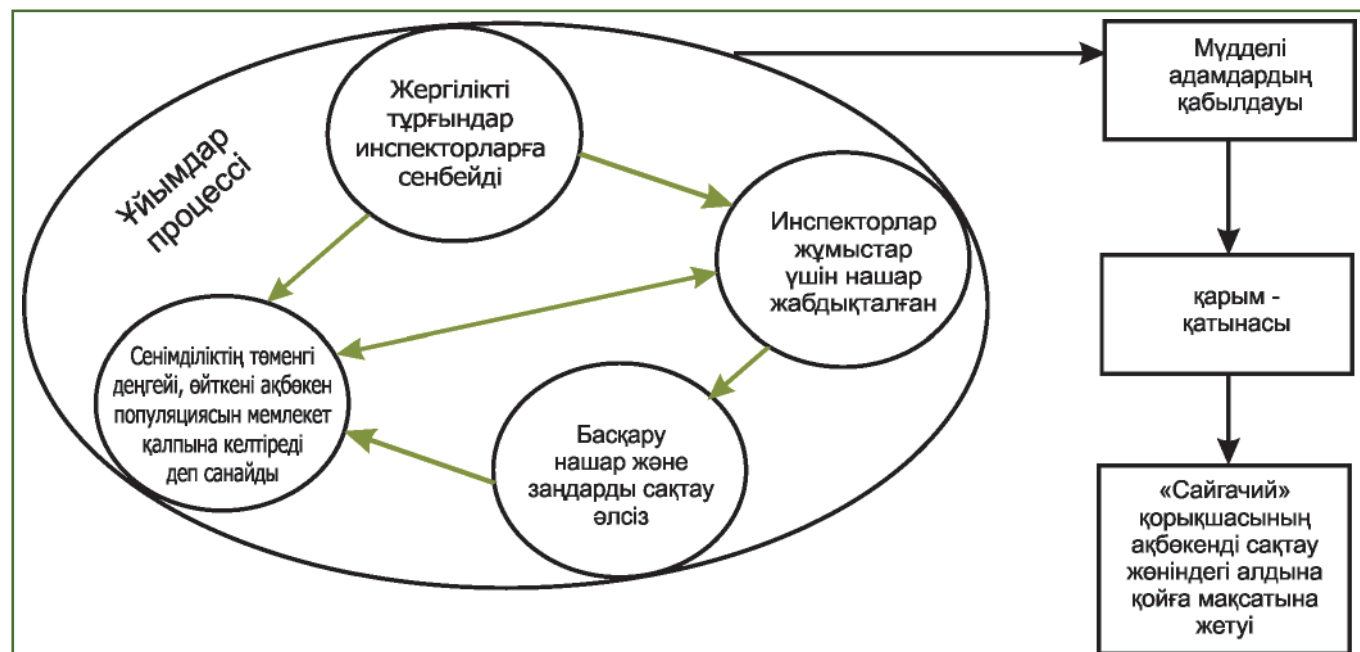 Ұйымдар
процессі
Жергілікті
тұрғындар
инспекторларға
сенбейді
Инспекторлар
жұмыстар
үшін нашар
жабдықталған
Сенімділіктің төменгі
деңгейі, өйткені ақбөкен
популяциясын мемлекет
қалпына келтіреді
деп санайды
Басқару
нашар және
заңдарды сақтау
әлсіз
Мүдделі
адамдардың
қабылдауы
қарым -
қатынасы
«Сайгачий»
қорықшасының
ақбөкенді сақтау
жөніндегі алдына
қойға мақсатына
жетуі